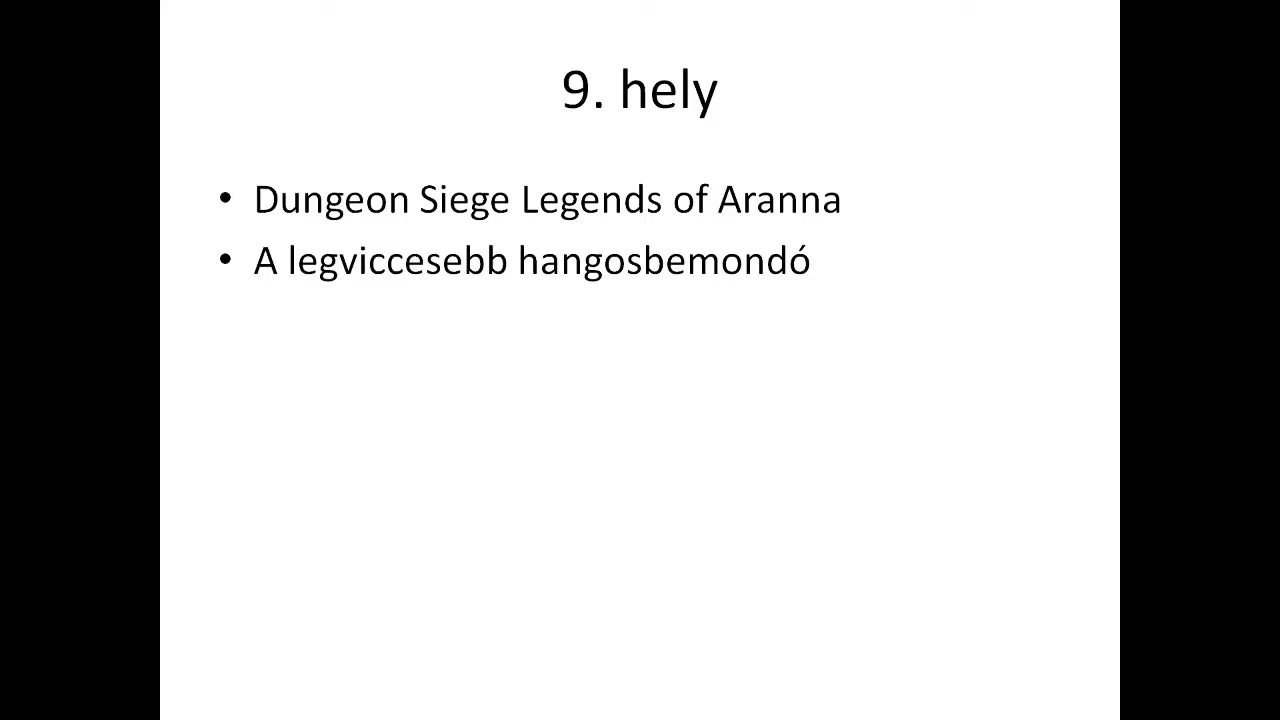 9. hely
• Dungeon Siege Legends of Aranna
• A legviccesebb hangosbemondó